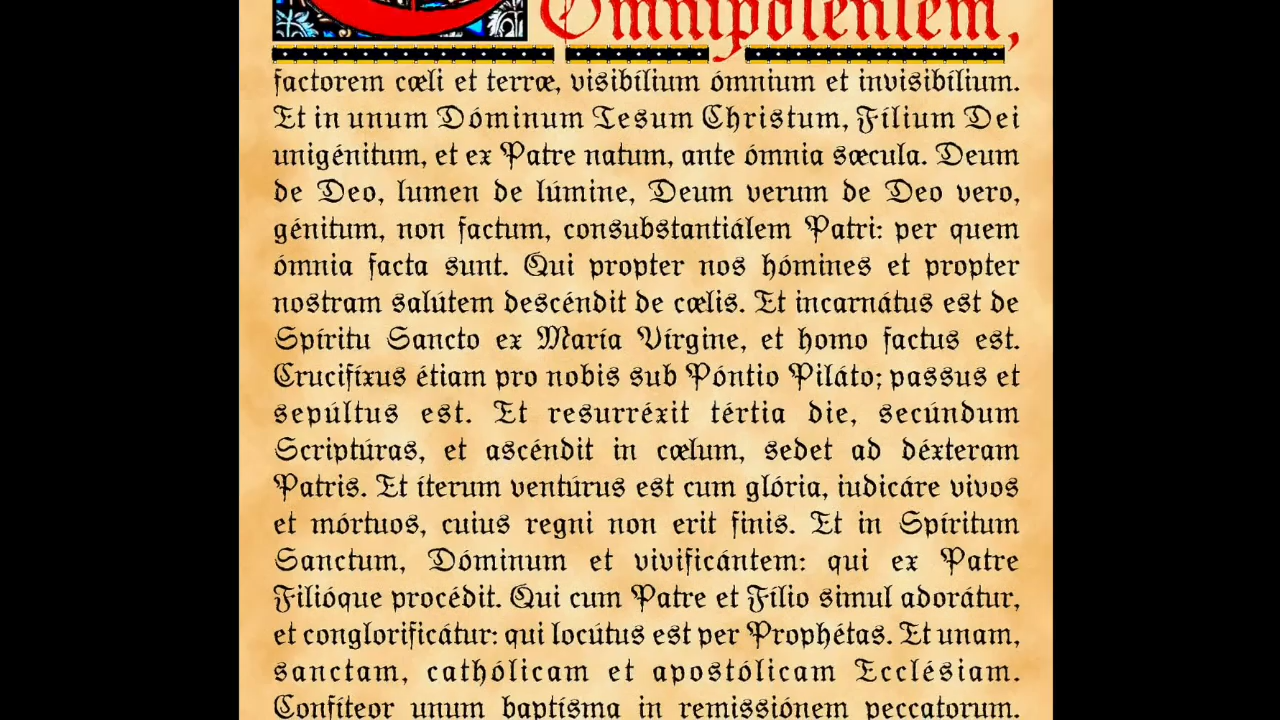 Omnipotentem,
factorem cœli et terræ, visibílium ómnium et invisibílium.
Et in unum Dóminum Iesum Christum, Fílium Dei
unigénitum, et ex Patre natum, ante ómnia sæcula. Deum
de Deo, lumen de lúmine, Deum verum de Deo vero,
génitum, non factum, consubstantiálem Patri: per quem
ómnia facta sunt. Qui propter nos hómines et propter
nostram salútem descéndit de cælis. Et incarnátus est de
Spíritu Sancto ex María Vírgine, et homo factus est.
Crucifíxus étiam pro nobis sub Póntio Piláto; passus et
sepúltus est. Et resurréxit tértia die, secúndum
Scriptúras, et ascéndit in cælum, sedet ad déxteram
Patris. Et íterum ventúrus est cum glória, iudicáre vivos
et mórtuos, cuius regni non erit finis. Et in Spíritum
Sanctum, Dóminum et vivificántem: qui ex Patre
Filióque procédit. Qui cum Patre et Fílio simul adorátur,
et conglorificátur: qui locútus est per Prophétas. Et unam,
sanctam, cathólicam et apostólicam Ecclésiam.
Confíteor unum baptísma in remissiónem peccatorum.